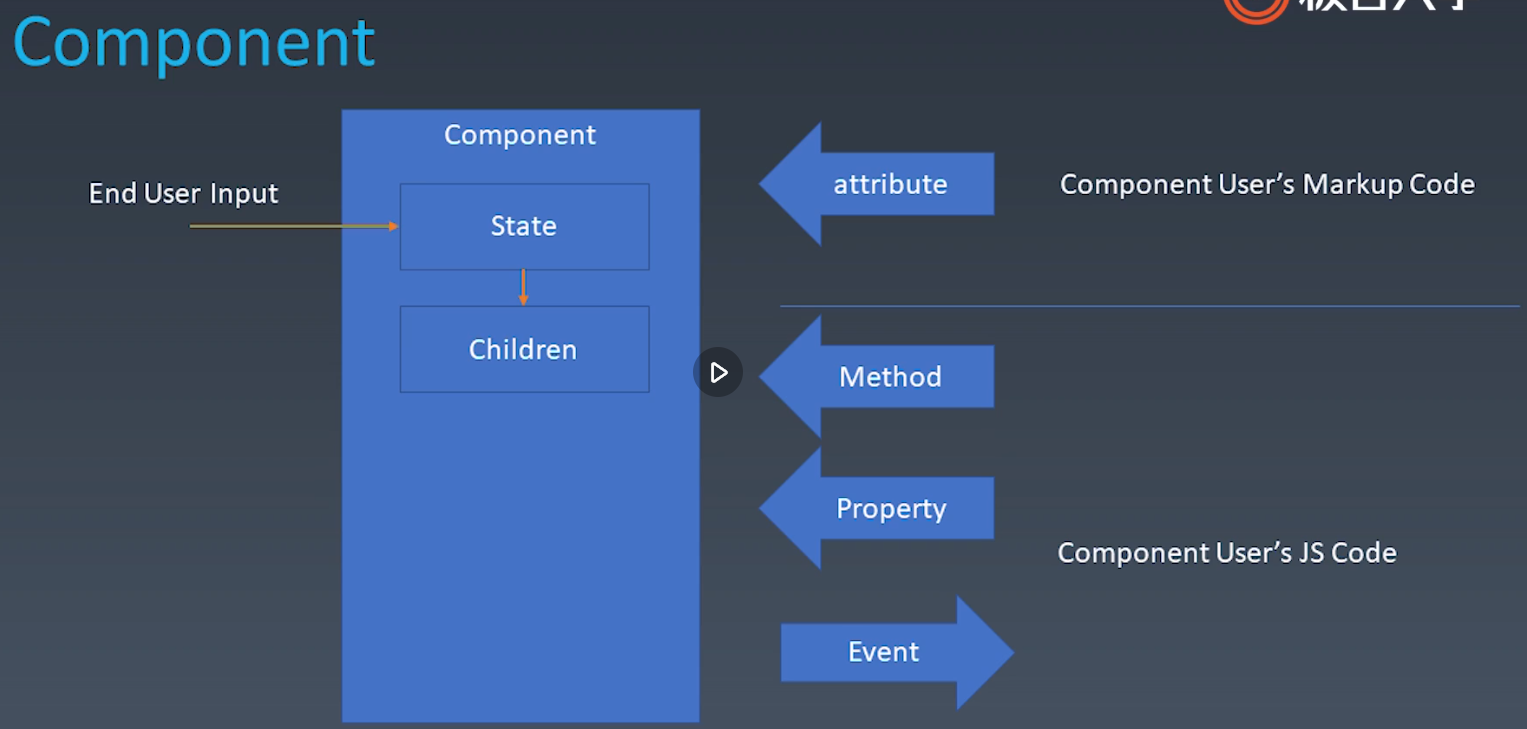 Component
Component
End User Input
State
Children
attribute
Component User's Markup Code
Method
Property
Component User's JS Code
Event